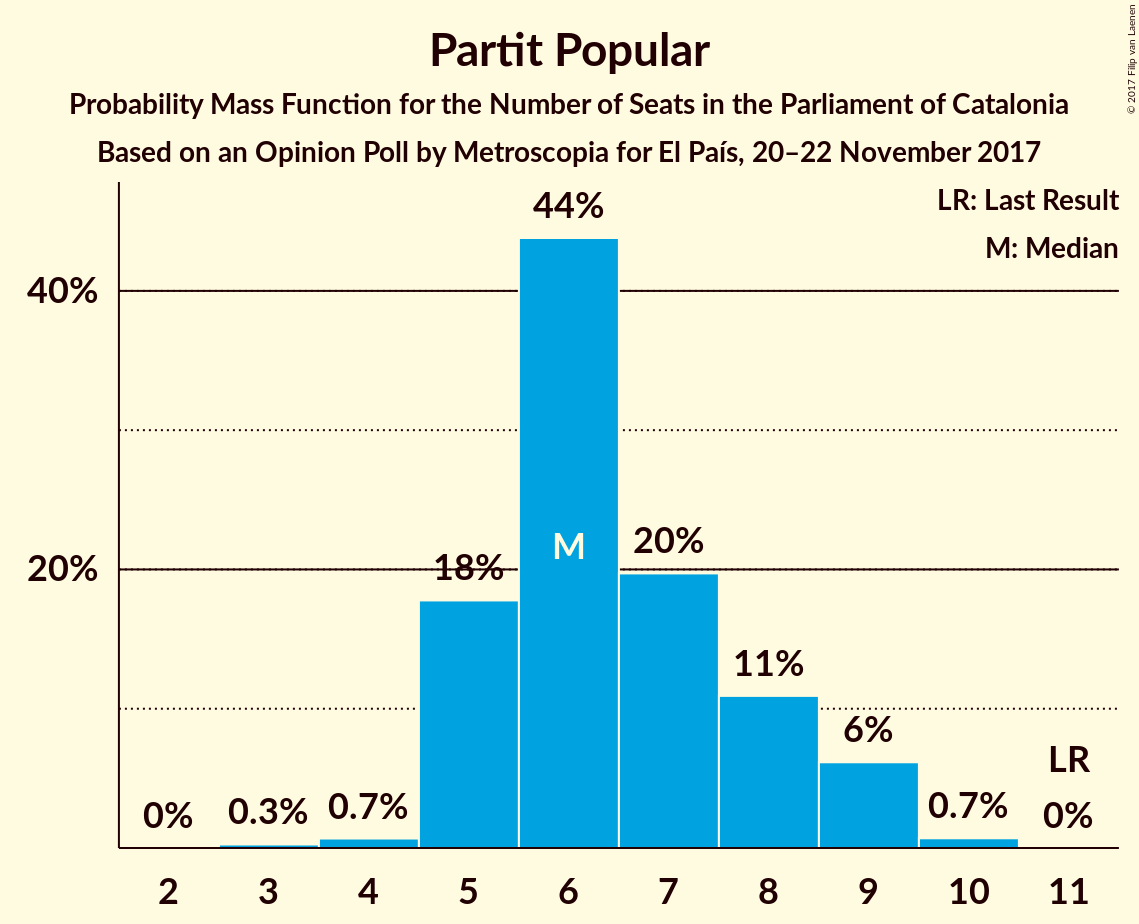 Partit Popular
Probability Mass Function for the Number of Seats in the Parliament of Catalonia
Based on an Opinion Poll by Metroscopia for El País, 20–22 November 2017
© 2017 Filip van Laenen
LR: Last Result
M: Median
44%
40%
M
20%
20%
18%
11%
6%
LR
0%
0.3%
0.7%
0.7%
0%
2 3 4 5 6 7 8 9 10 11